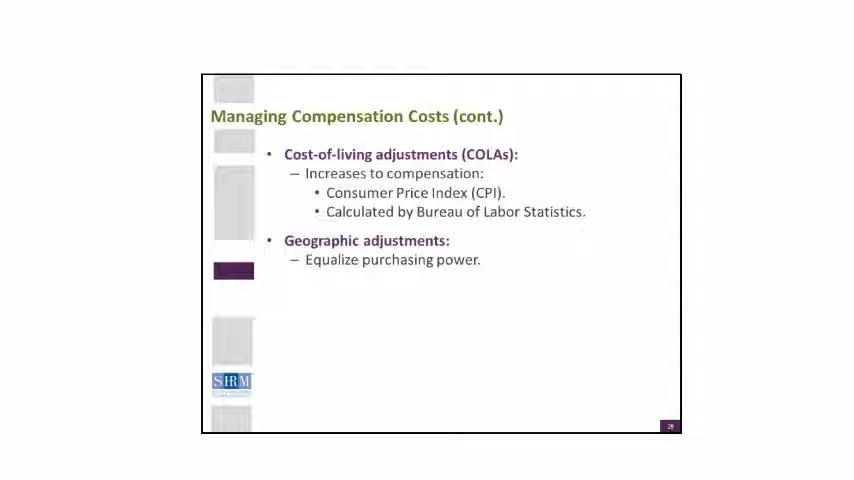 Managing Compensation Costs (cont.)
• Cost-of-living adjustments (COLAs):
– Increases to compensation:
• Consumer Price Index (CPI).
• Calculated by Bureau of Labor Statistics.
• Geographic adjustments:
– Equalize purchasing power.
SHRM